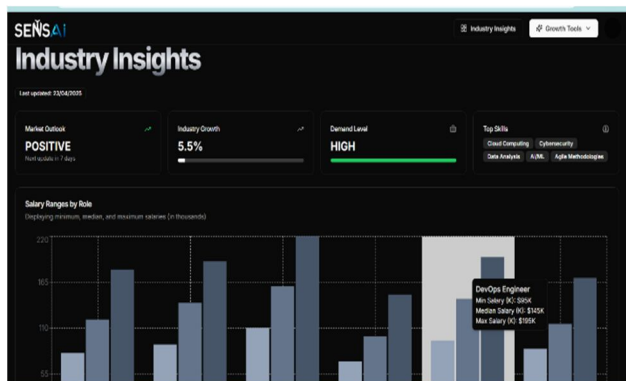 SENSAI
Industry Insights
Growth Tools
Industry Insights
Last updated: 23/04/2025
Market Outlook
POSITIVE
Next update in 7 days
Industry Growth
5.5%
Demand Level
HIGH
Top Skills
Cloud Computing
Cybersecurity
Data Analysis
AI/ML
Agile Methodologies
Salary Ranges by Role
Displaying minimum, median, and maximum salaries (in thousands)
220
165
110
55
DevOps Engineer
Min Salary (K): $95K
Median Salary (K): $145K
Max Salary (K): $195K